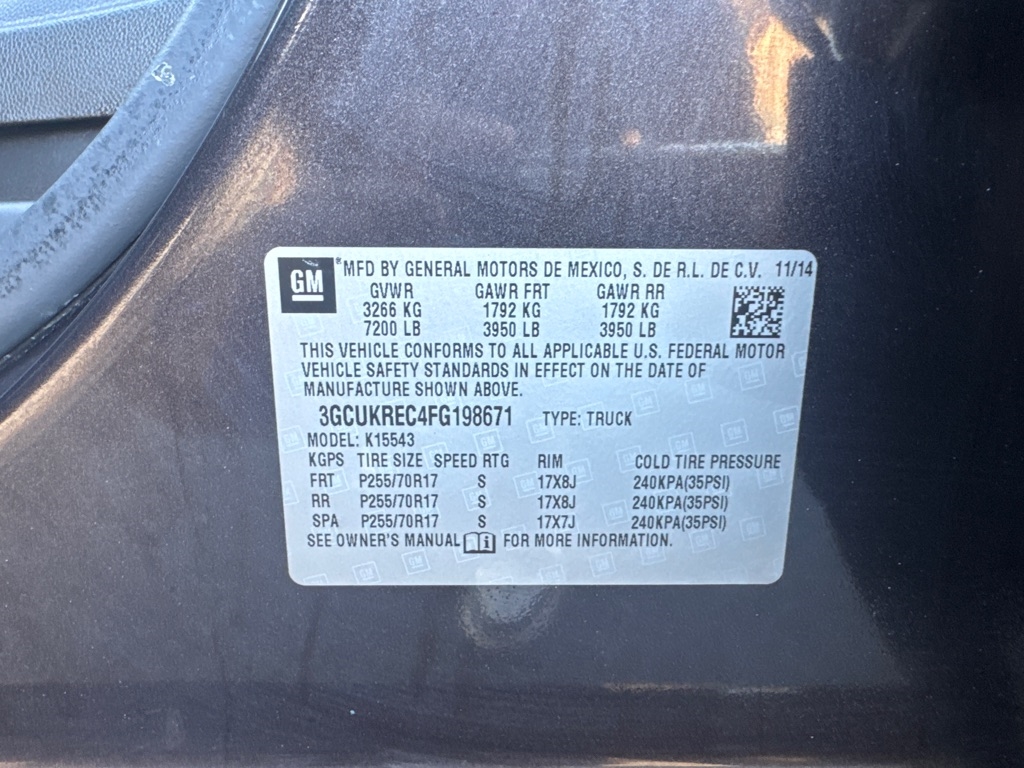 GM
®MFD BY GENERAL MOTORS DE MEXICO, S. DE R.L. DE C.V. 11/14
GVWR GAWR FRT GAWR RR
3266 KG 1792 KG 1792 KG
7200 LB 3950 LB 3950 LB
THIS VEHICLE CONFORMS TO ALL APPLICABLE U.S. FEDERAL MOTOR
VEHICLE SAFETY STANDARDS IN EFFECT ON THE DATE OF
MANUFACTURE SHOWN ABOVE.
3GCUKREC4FG198671 TYPE: TRUCK
MODEL: K15543
KGPS TIRE SIZE SPEED RTG RIM COLD TIRE PRESSURE
FRT P255/70R17 S 17X8J 240KPA(35PSI)
RR P255/70R17 S 17X8J 240KPA(35PSI)
SPA P255/70R17 S 17X7J 240KPA(35PSI)
SEE OWNER'S MANUAL i FOR MORE INFORMATION.